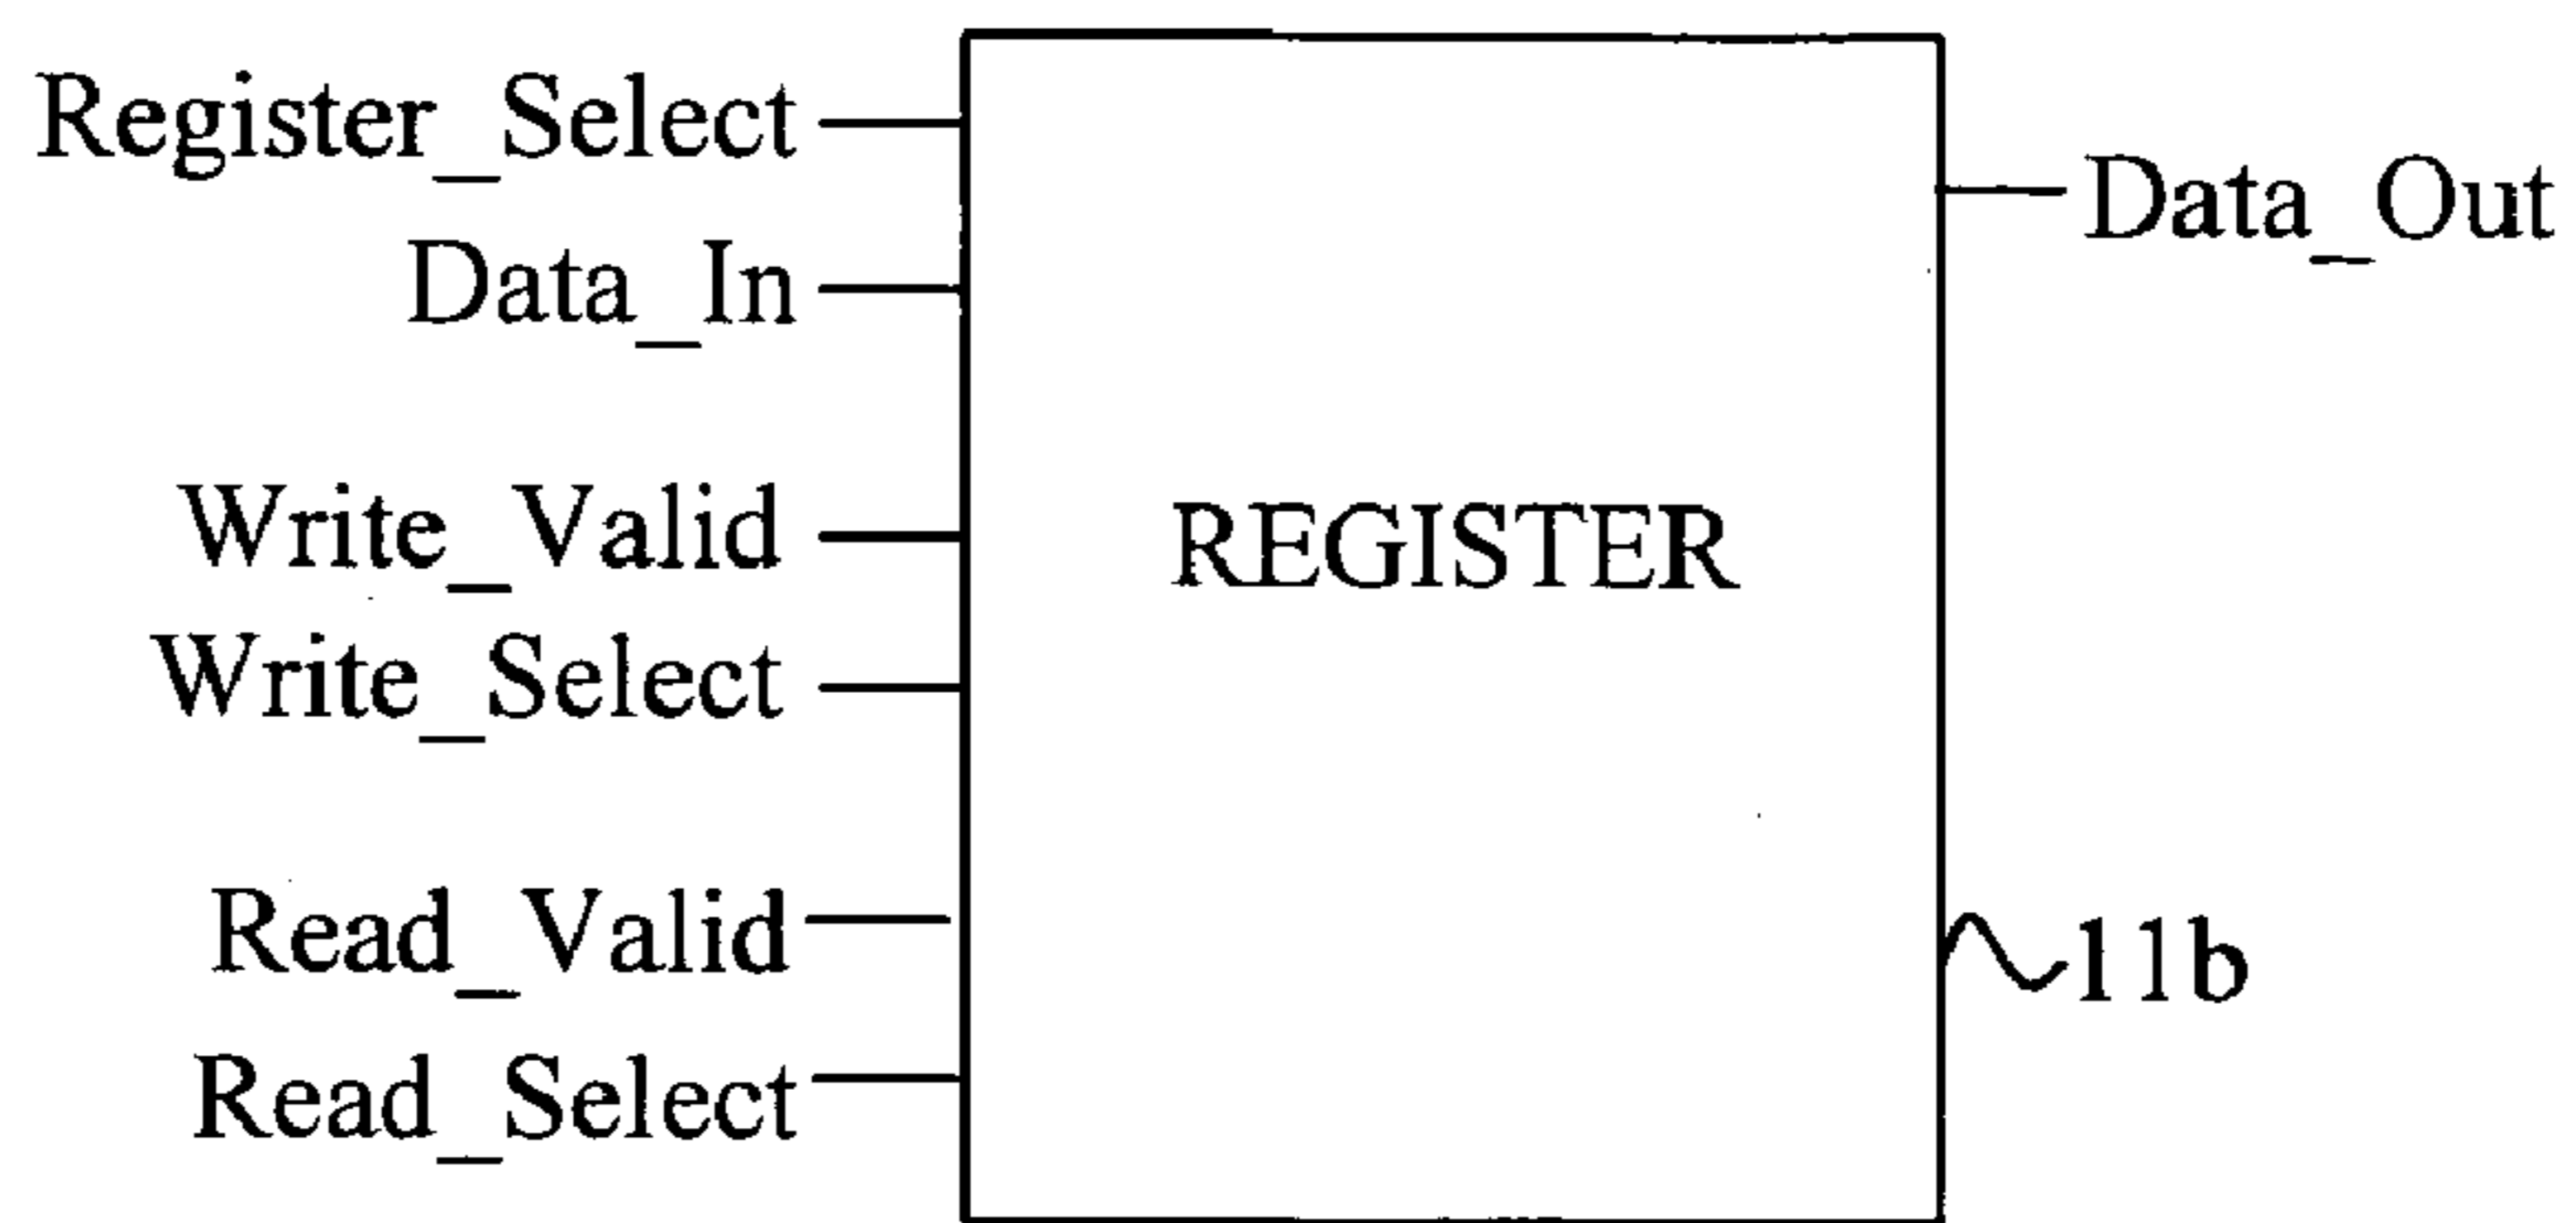 Register_Select
Data_Out
Data_In
Write_Valid
REGISTER
Write_Select
Read_Valid
11b
Read_Select